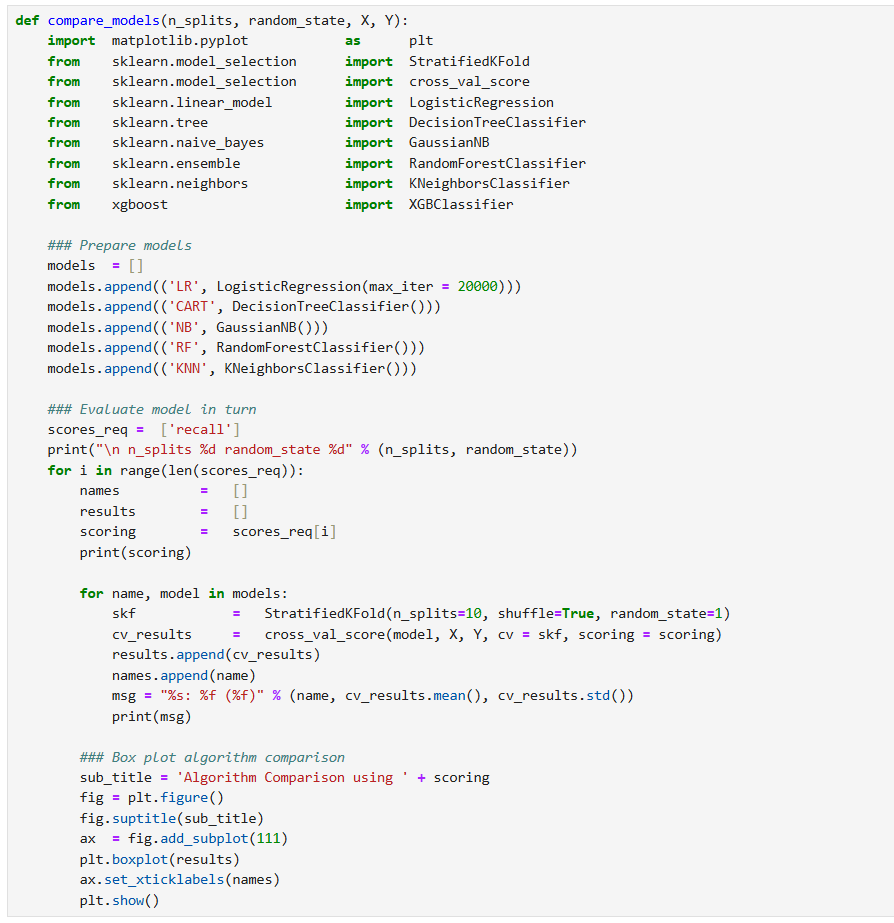 def compare_models(n_splits, random_state, X, Y):
    import  matplotlib.pyplot            as      plt
    from    sklearn.model_selection      import  StratifiedKFold
    from    sklearn.model_selection      import  cross_val_score
    from    sklearn.linear_model         import  LogisticRegression
    from    sklearn.tree                 import  DecisionTreeClassifier
    from    sklearn.naive_bayes          import  GaussianNB
    from    sklearn.ensemble             import  RandomForestClassifier
    from    sklearn.neighbors            import  KNeighborsClassifier
    from    xgboost                      import  XGBClassifier

    ### Prepare models
    models  = []
    models.append(('LR', LogisticRegression(max_iter = 20000)))
    models.append(('CART', DecisionTreeClassifier()))
    models.append(('NB', GaussianNB()))
    models.append(('RF', RandomForestClassifier()))
    models.append(('KNN', KNeighborsClassifier()))

    ### Evaluate model in turn
    scores_req =  ['recall']
    print("\n n_splits %d random_state %d" % (n_splits, random_state))
    for i in range(len(scores_req)):
        names          =   []
        results        =   []
        scoring        =   scores_req[i]
        print(scoring)

        for name, model in models:
            skf            =   StratifiedKFold(n_splits=10, shuffle=True, random_state=1)
            cv_results     =   cross_val_score(model, X, Y, cv = skf, scoring = scoring)
            results.append(cv_results)
            names.append(name)
            msg = "%s: %f (%f)" % (name, cv_results.mean(), cv_results.std())
            print(msg)

        ### Box plot algorithm comparison
        sub_title = 'Algorithm Comparison using ' + scoring
        fig = plt.figure()
        fig.suptitle(sub_title)
        ax  = fig.add_subplot(111)
        plt.boxplot(results)
        ax.set_xticklabels(names)
        plt.show()